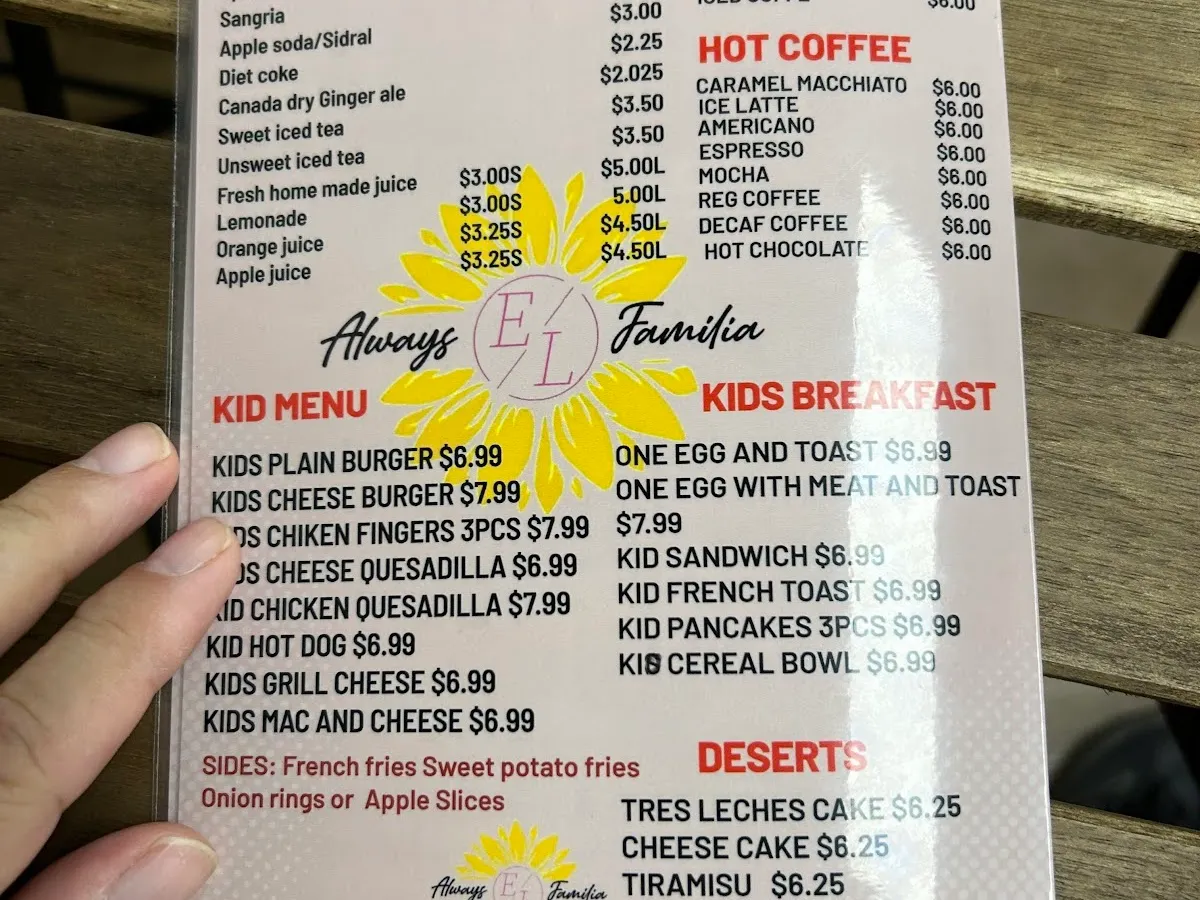 Sangria $3.00
Apple soda/Sidral $2.25
Diet coke $2.025
Canada dry Ginger ale $3.50
Sweet iced tea $3.50
Unsweet iced tea
Fresh home made juice $3.00S $5.00L
Lemonade $3.00S 5.00L
Orange juice $3.25S $4.50L
Apple juice $3.25S $4.50L
$6.00
HOT COFFEE
CARAMEL MACCHIATO $6.00
ICE LATTE $6.00
AMERICANO $6.00
ESPRESSO $6.00
MOCHA $6.00
REG COFFEE $6.00
DECAF COFFEE $6.00
HOT CHOCOLATE $6.00
Always E/L Familia
KID MENU
KIDS PLAIN BURGER $6.99
KIDS CHEESE BURGER $7.99
KIDS CHIKEN FINGERS 3PCS $7.99
KIDS CHEESE QUESADILLA $6.99
KID CHICKEN QUESADILLA $7.99
KID HOT DOG $6.99
KIDS GRILL CHEESE $6.99
KIDS MAC AND CHEESE $6.99
SIDES: French fries Sweet potato fries
Onion rings or Apple Slices
KIDS BREAKFAST
ONE EGG AND TOAST $6.99
ONE EGG WITH MEAT AND TOAST
$7.99
KID SANDWICH $6.99
KID FRENCH TOAST $6.99
KID PANCAKES 3PCS $6.99
CEREAL BOWL $6.99
DESERTS
TRES LECHES CAKE $6.25
CHEESE CAKE $6.25
TIRAMISU $6.25
Always E/L Familia